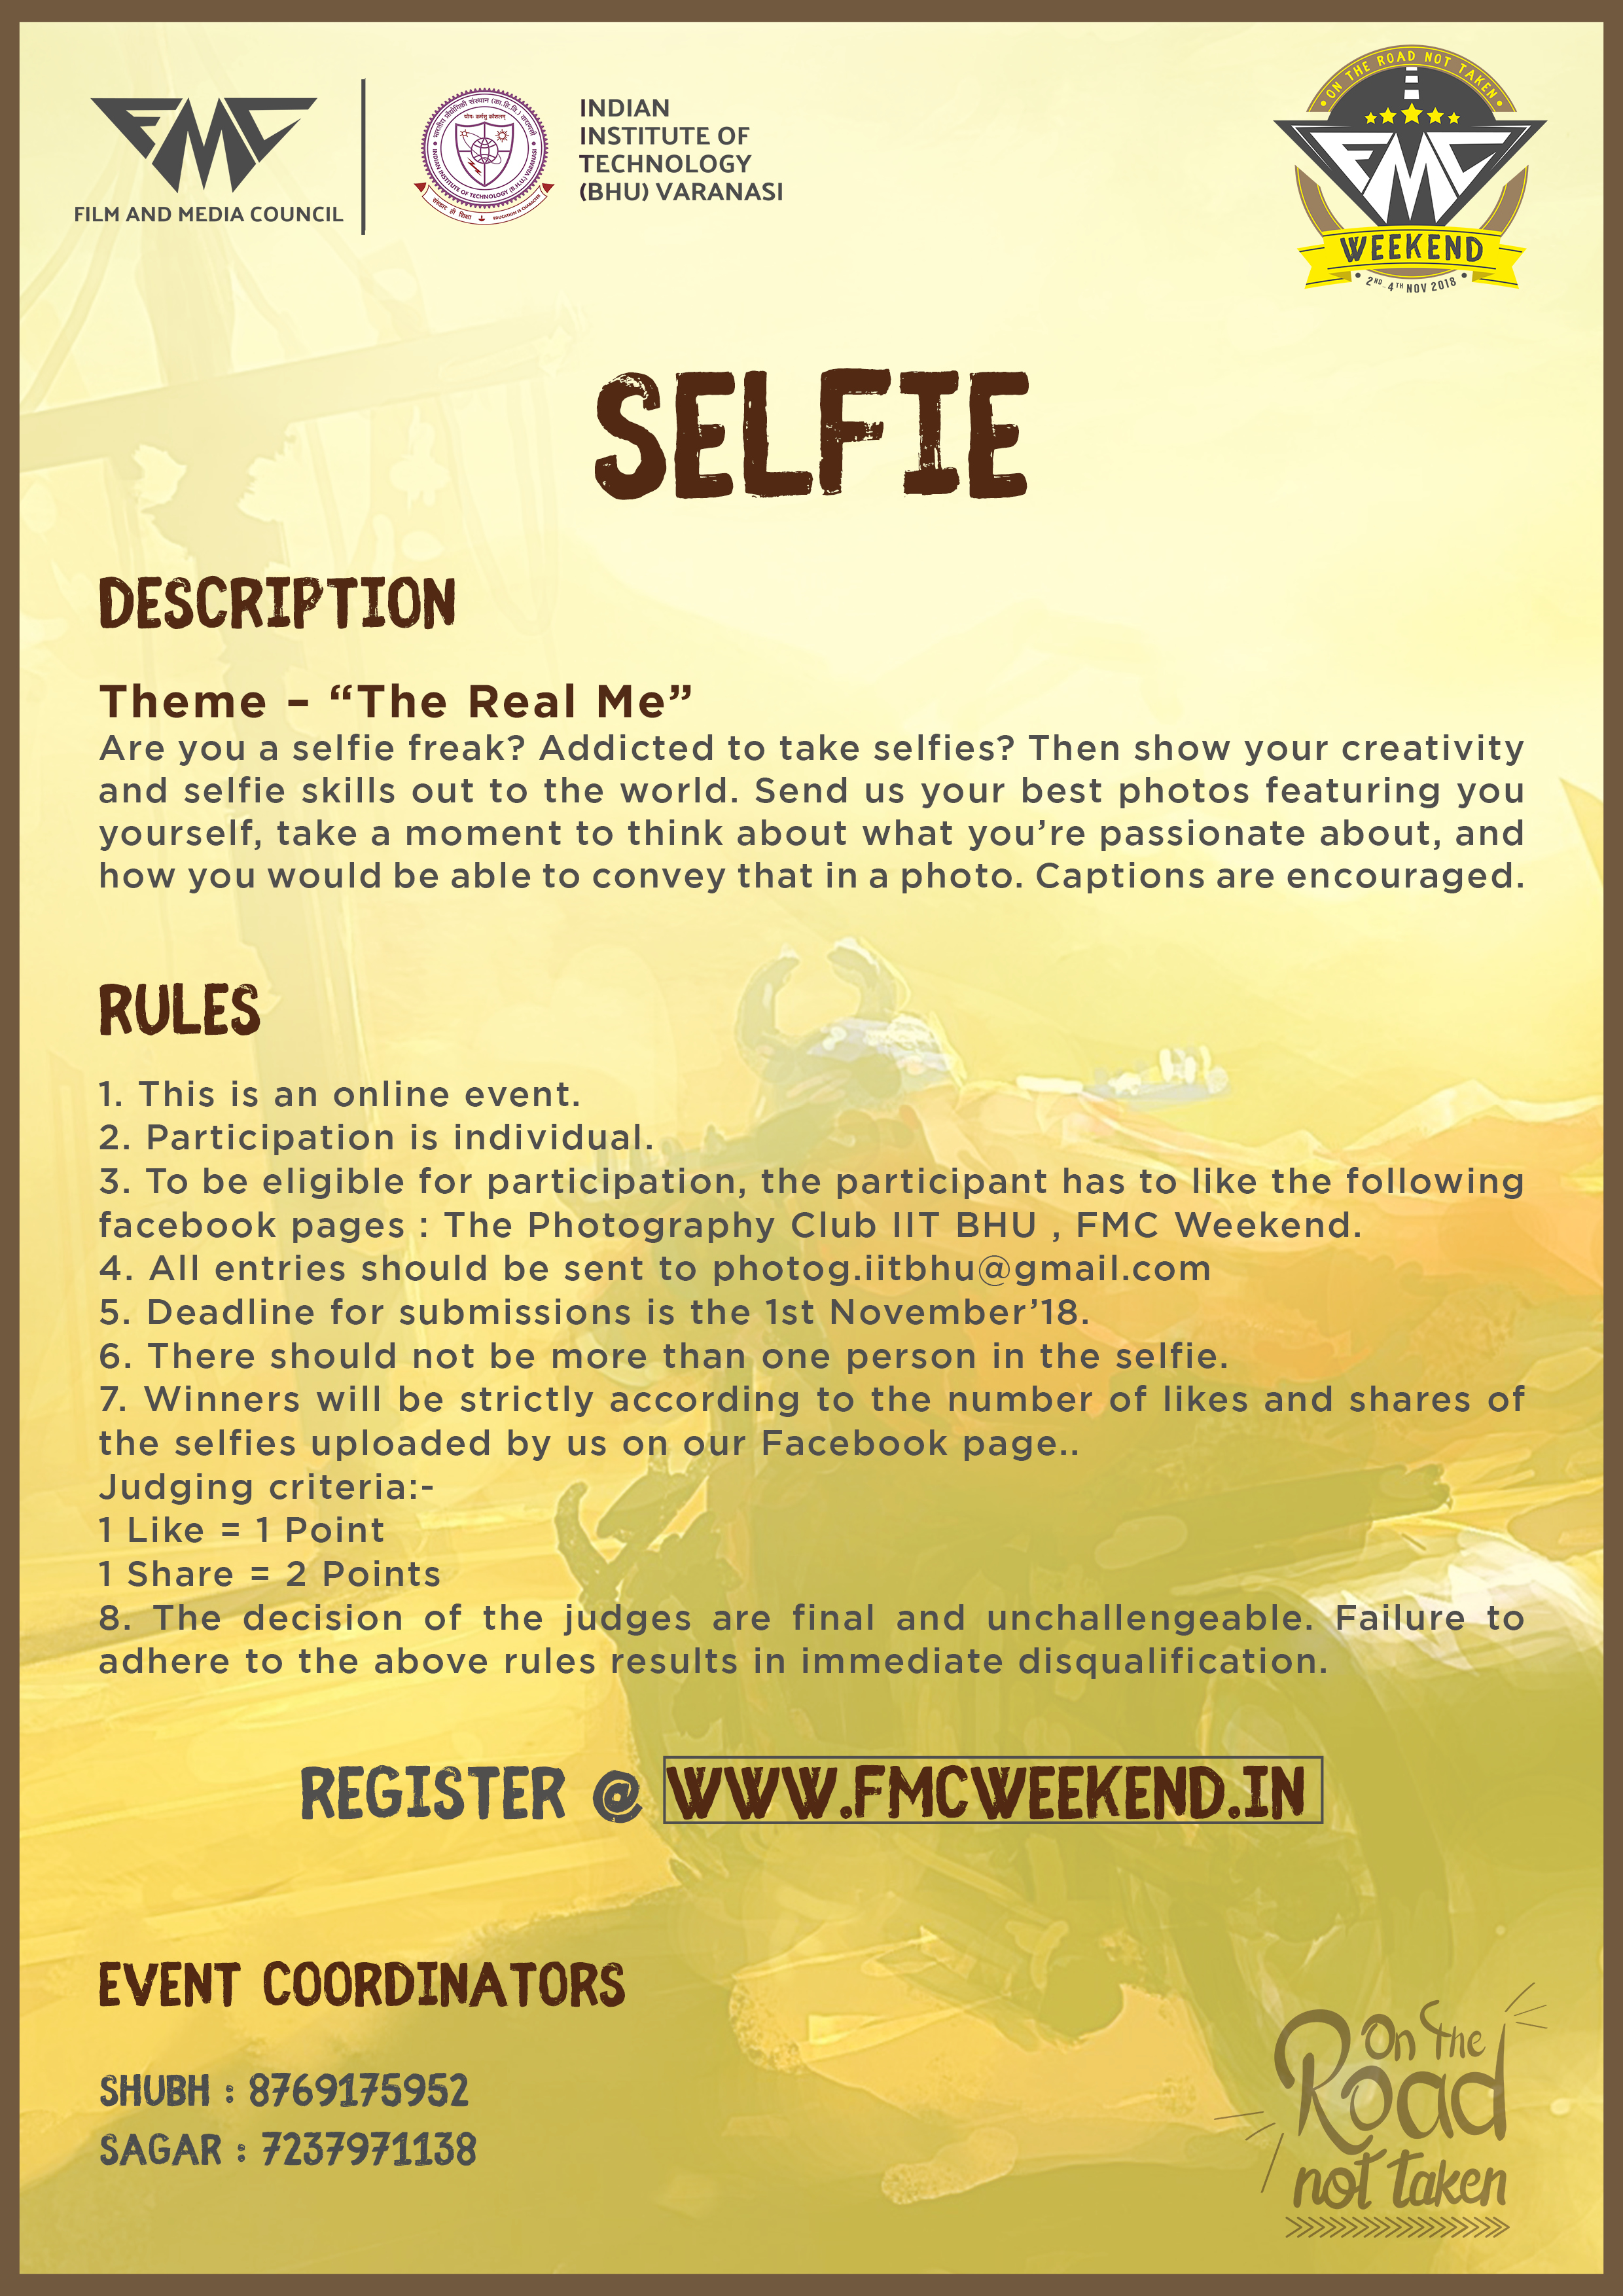 FMC
FILM AND MEDIA COUNCIL
भारतीय प्रौद्योगिकी संस्थान (का.हि.वि.) वाराणसी
योगः कर्मसु कौशलम्
INDIAN INSTITUTE OF TECHNOLOGY (B.H.U.) VARANASI
संस्कार ही शिक्षा
EDUCATION IS CHARACTER
INDIAN
INSTITUTE OF
TECHNOLOGY
(BHU) VARANASI
ON THE ROAD NOT TAKEN
FMC
WEEKEND
2ND - 4TH NOV 2018
SELFIE
DESCRIPTION
Theme – “The Real Me”
Are you a selfie freak? Addicted to take selfies? Then show your creativity
and selfie skills out to the world. Send us your best photos featuring you
yourself, take a moment to think about what you’re passionate about, and
how you would be able to convey that in a photo. Captions are encouraged.
RULES
1. This is an online event.
2. Participation is individual.
3. To be eligible for participation, the participant has to like the following
facebook pages : The Photography Club IIT BHU , FMC Weekend.
4. All entries should be sent to photog.iitbhu@gmail.com
5. Deadline for submissions is the 1st November’18.
6. There should not be more than one person in the selfie.
7. Winners will be strictly according to the number of likes and shares of
the selfies uploaded by us on our Facebook page..
Judging criteria:-
1 Like = 1 Point
1 Share = 2 Points
8. The decision of the judges are final and unchallengeable. Failure to
adhere to the above rules results in immediate disqualification.
REGISTER @ WWW.FMCWEEKEND.IN
EVENT COORDINATORS
SHUBH : 8769175952
SAGAR : 7237971138
On The
Road
not taken